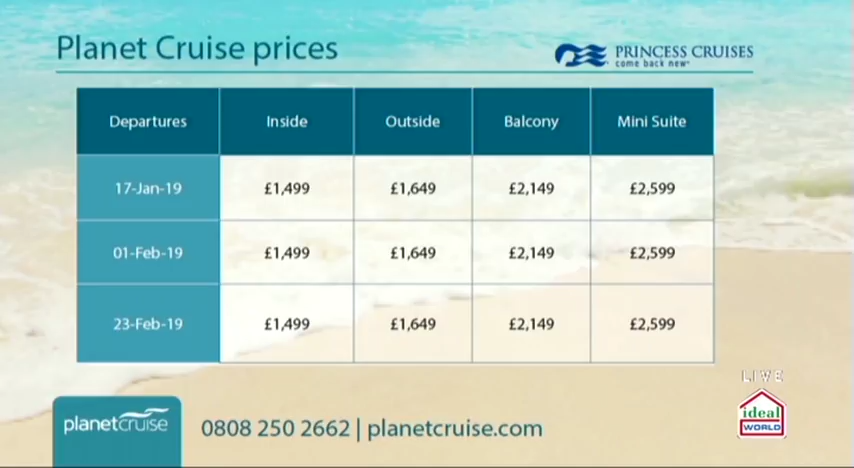 Planet Cruise prices
PRINCESS CRUISES
come back new℠
Departures Inside Outside Balcony Mini Suite
17-Jan-19 £1,499 £1,649 £2,149 £2,599
01-Feb-19 £1,499 £1,649 £2,149 £2,599
23-Feb-19 £1,499 £1,649 £2,149 £2,599
LIVE
ideal
WORLD
planetcruise
0808 250 2662 | planetcruise.com